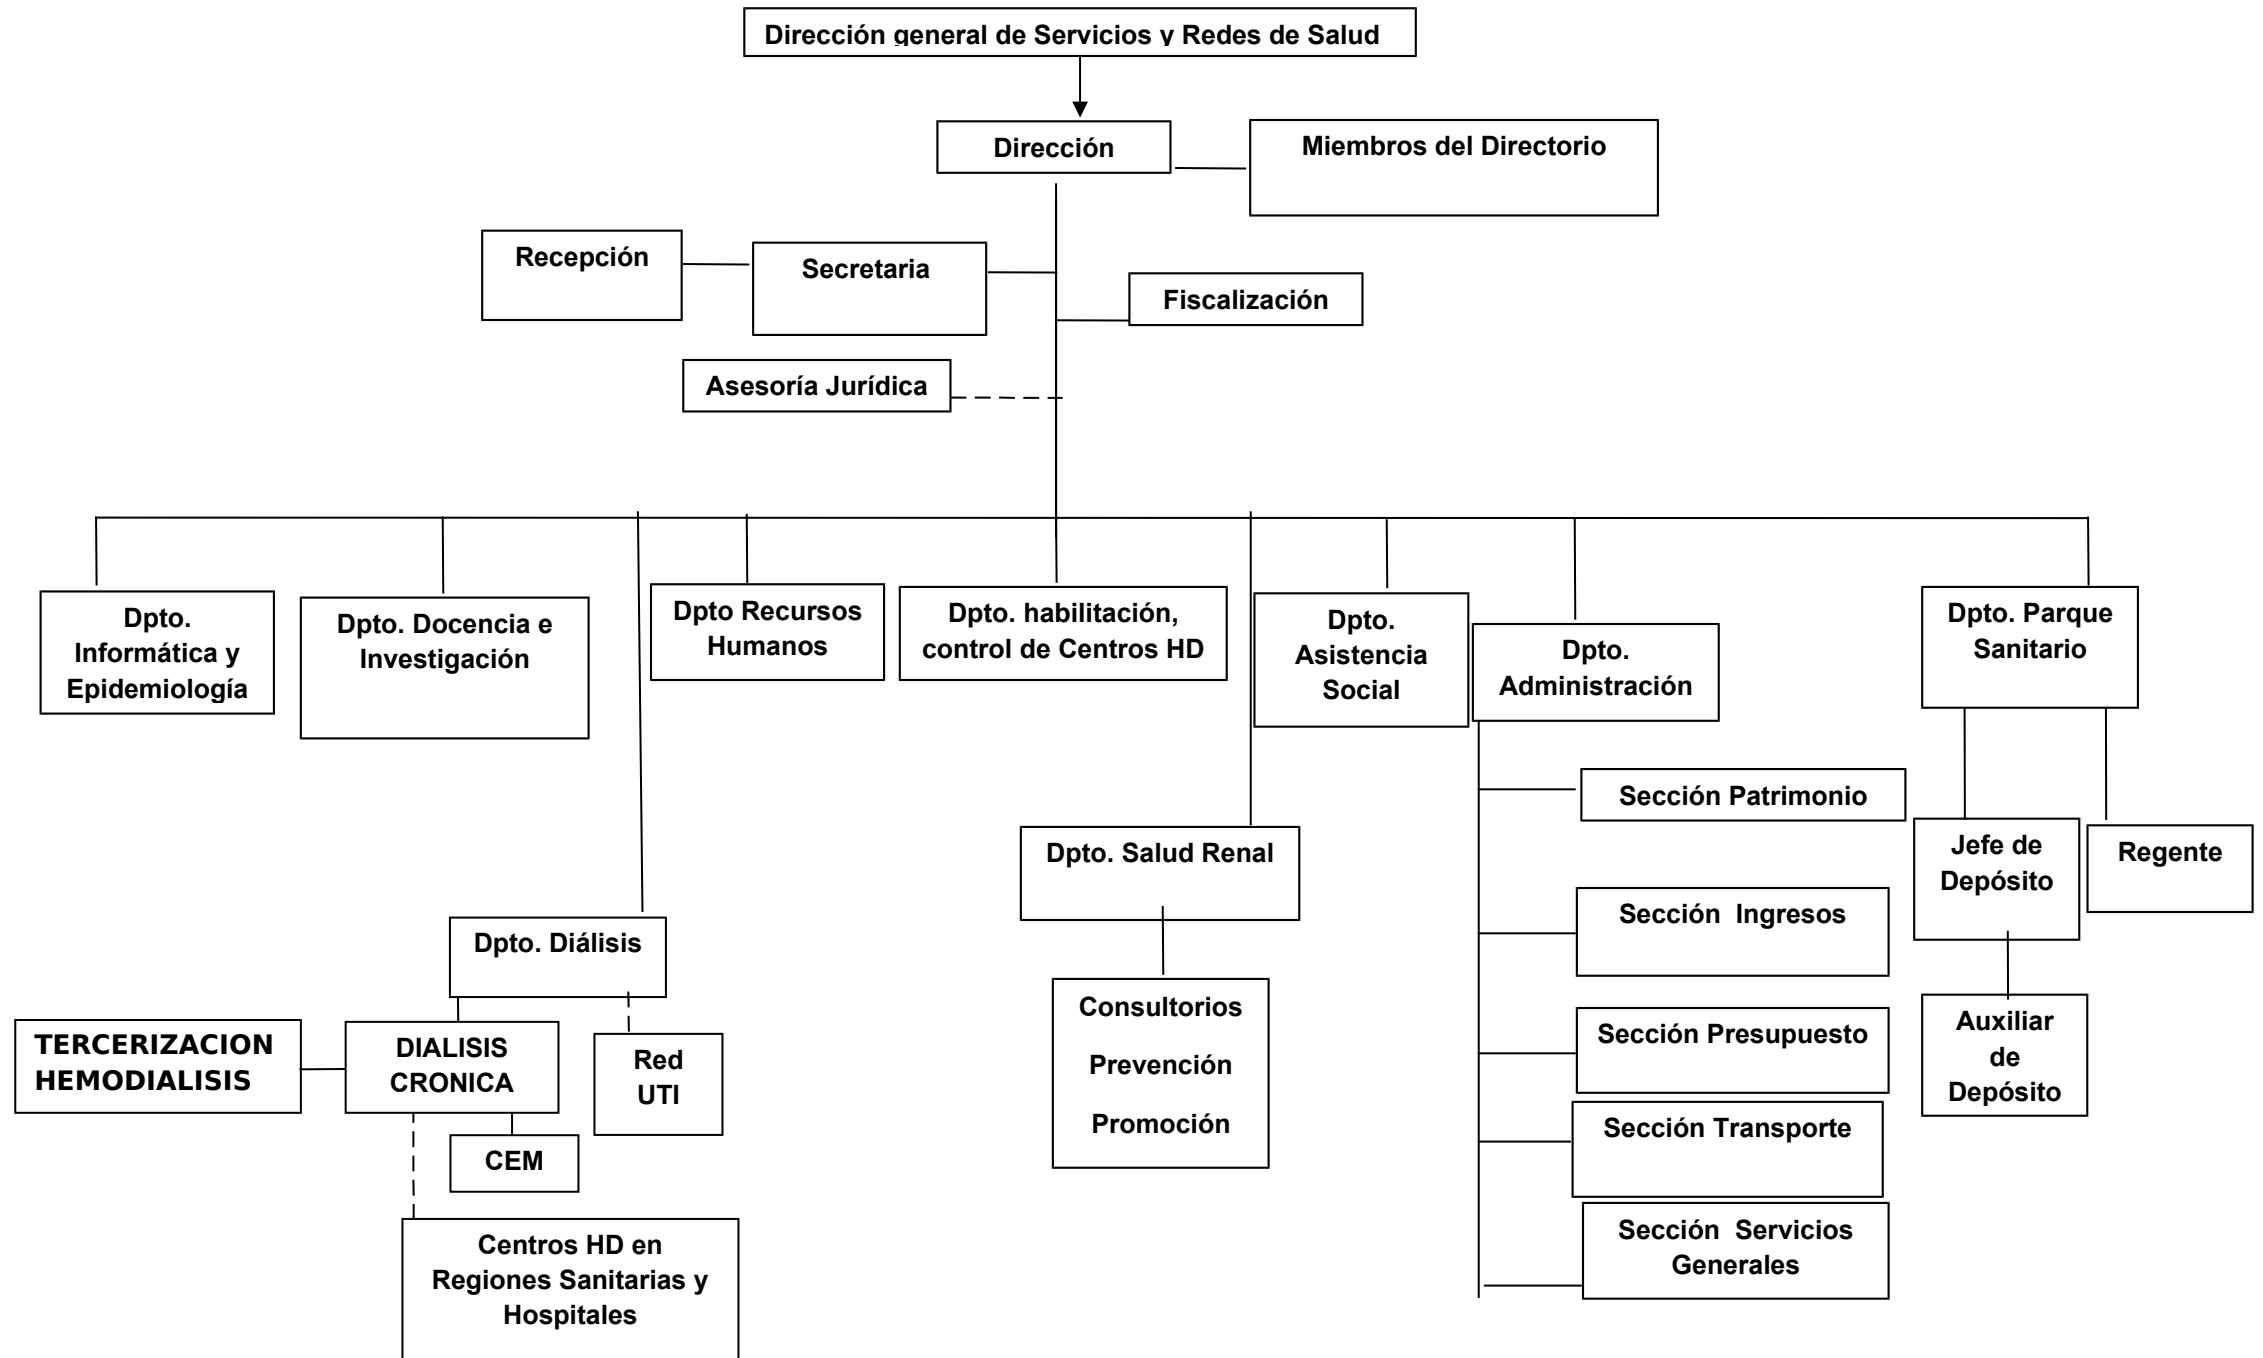 Dirección general de Servicios y Redes de Salud
Dirección
Miembros del Directorio
Recepción
Secretaria
Fiscalización
Asesoría Jurídica
Dpto.
Informática y
Epidemiología
Dpto. Docencia e
Investigación
Dpto Recursos
Humanos
Dpto. habilitación,
control de Centros HD
Dpto.
Asistencia
Social
Dpto.
Administración
Dpto. Parque
Sanitario
Sección Patrimonio
Dpto. Salud Renal
Jefe de
Depósito
Regente
Sección  Ingresos
Dpto. Diálisis
Consultorios
Prevención
Promoción
Sección Presupuesto
Auxiliar
de
Depósito
TERCERIZACION
HEMODIALISIS
DIALISIS
CRONICA
Red
UTI
Sección Transporte
CEM
Centros HD en
Regiones Sanitarias y
Hospitales
Sección  Servicios
Generales